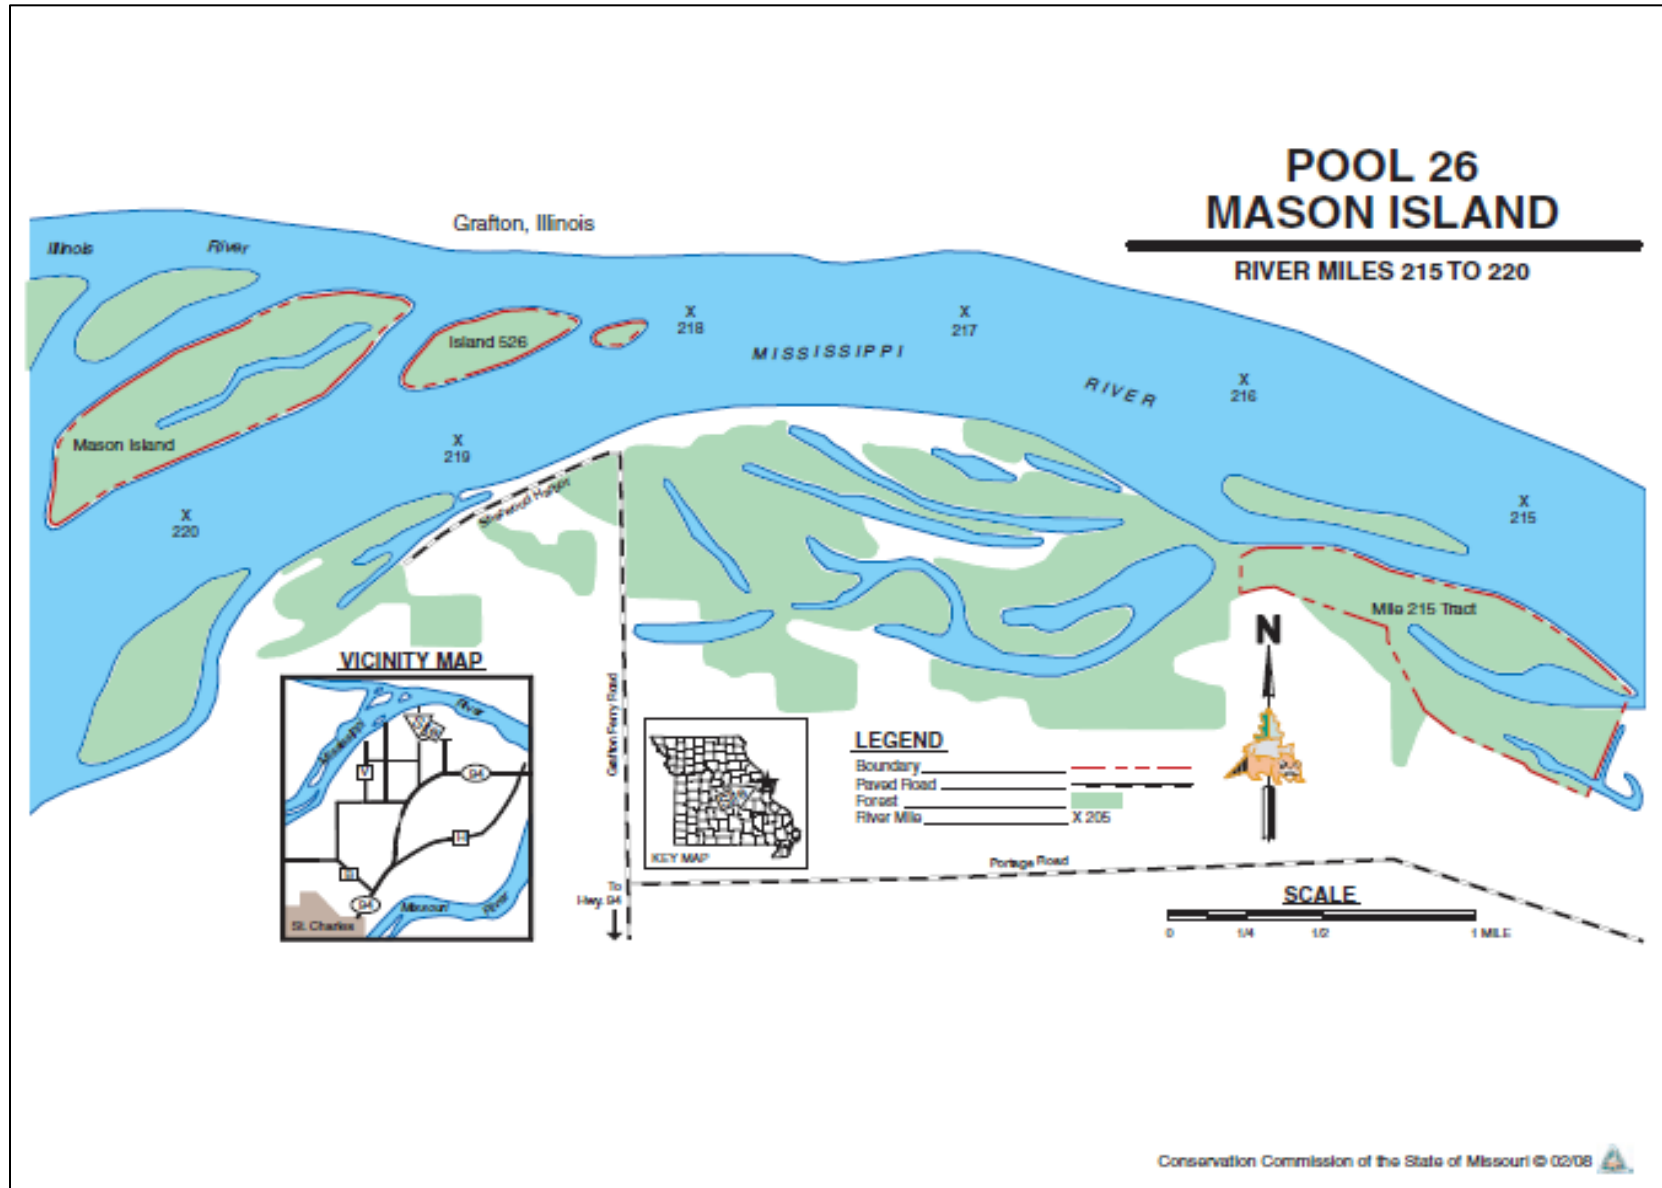 POOL 26
MASON ISLAND
RIVER MILES 215 TO 220
Grafton, Illinois
Illinois River
Island 526
Mason Island
X
218
X
217
MISSISSIPPI RIVER
X
216
X
219
X
220
X
215
Mile 215 Tract
Grafton Ferry Road
N
VICINITY MAP
Mississippi
River
V
94
H
B
94
Missouri
River
St. Charles
KEY MAP
LEGEND
Boundary
Paved Road
Forest
River Mile X 205
Portage Road
To
Hwy. 94
SCALE
0 1/4 1/2 1 MILE
Conservation Commission of the State of Missouri © 02/08